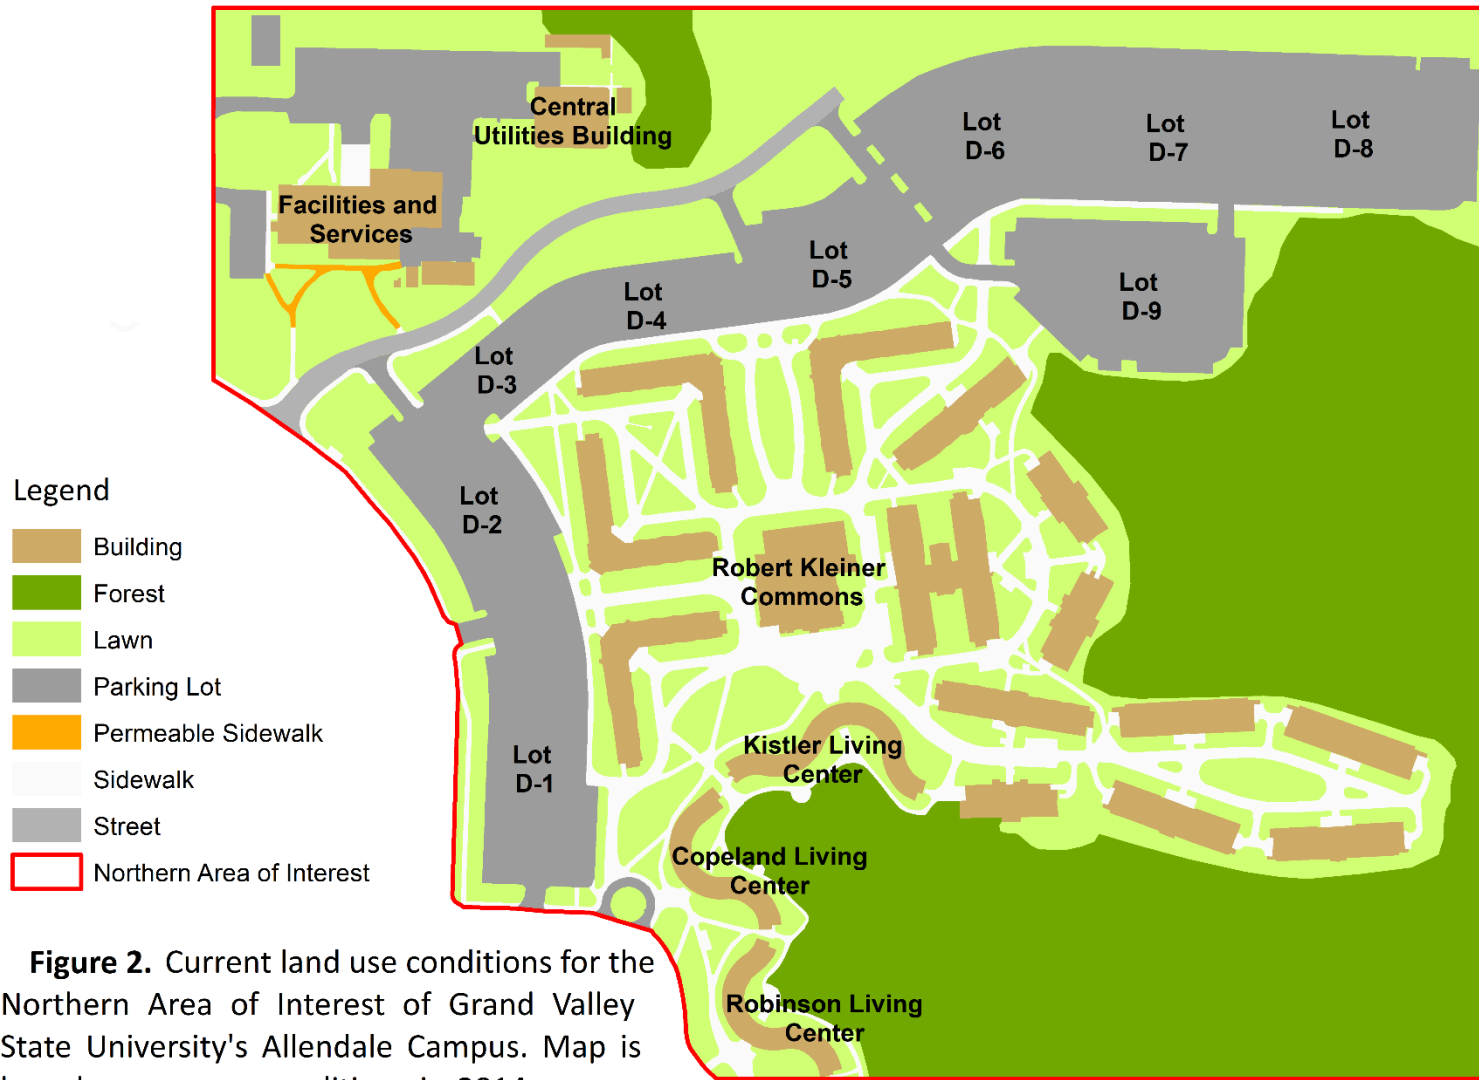 Central
Utilities Building
Lot
D-6
Lot
D-7
Lot
D-8
Facilities and
Services
Lot
D-5
Lot
D-4
Lot
D-9
Lot
D-3
Lot
D-2
Robert Kleiner
Commons
Kistler Living
Center
Lot
D-1
Copeland Living
Center
Robinson Living
Center
Legend
Building
Forest
Lawn
Parking Lot
Permeable Sidewalk
Sidewalk
Street
Northern Area of Interest
Figure 2. Current land use conditions for the
Northern Area of Interest of Grand Valley
State University's Allendale Campus. Map is